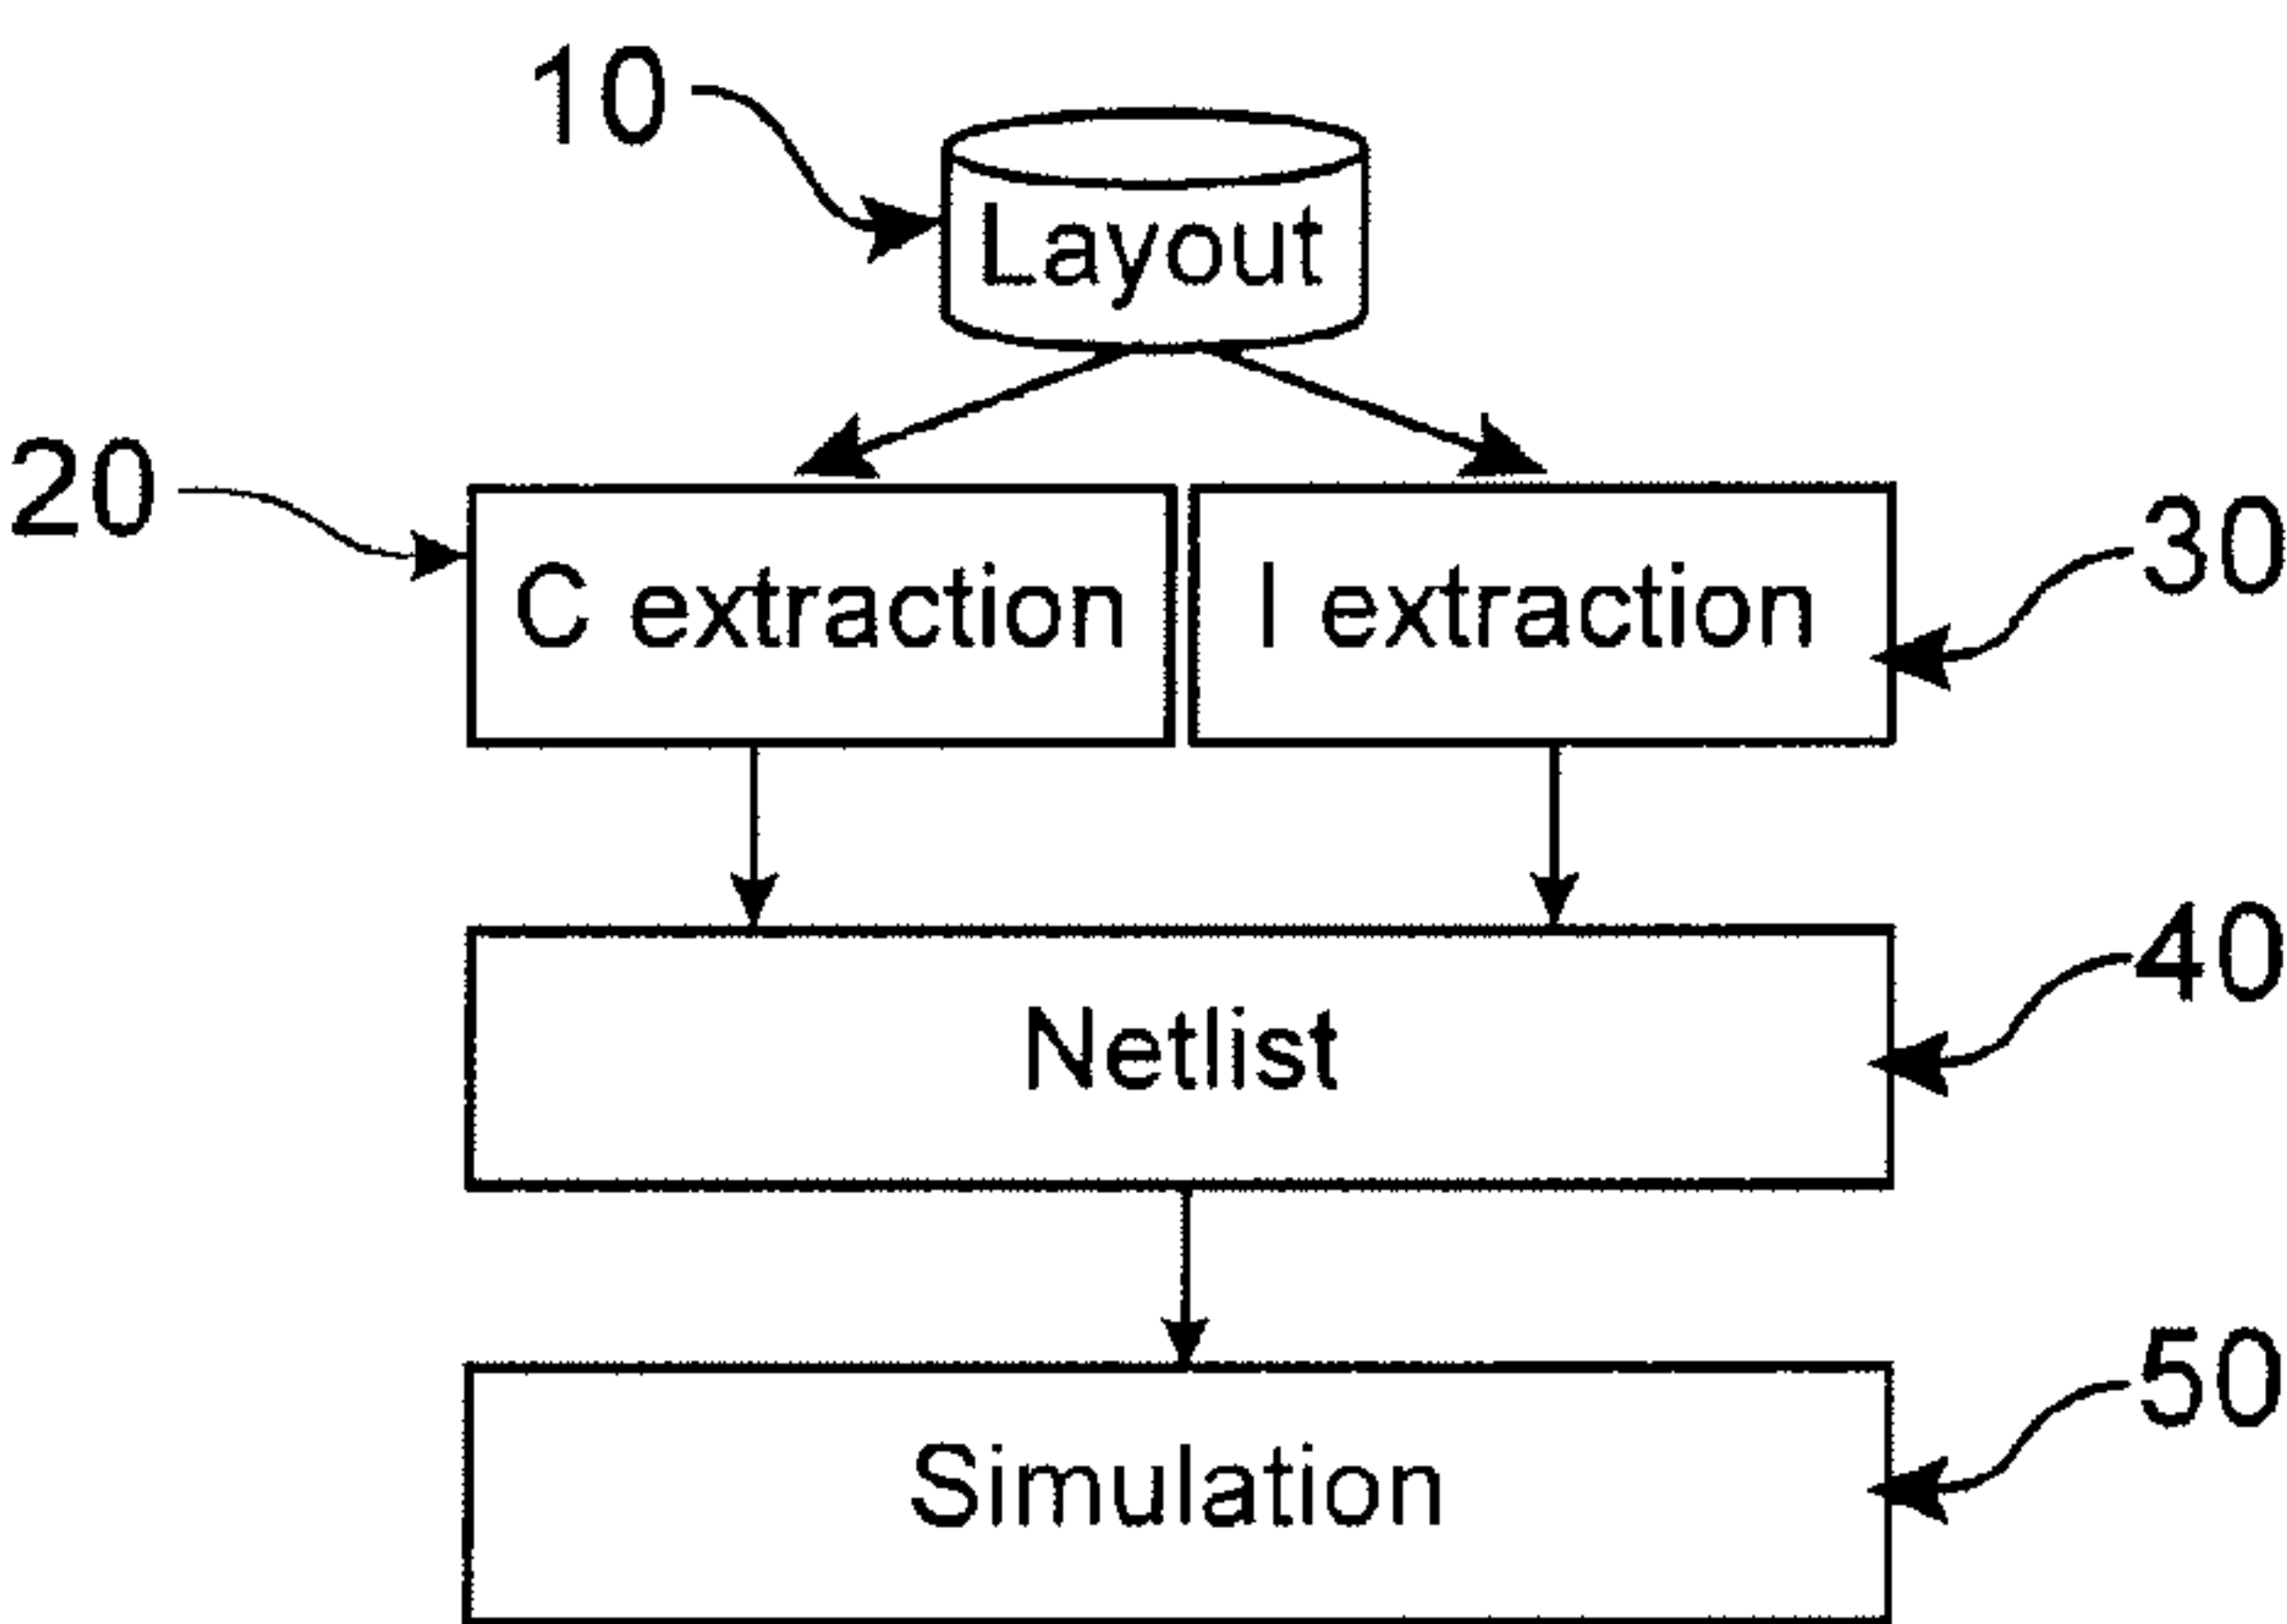 10
Layout
20
C extraction
I extraction
30
Netlist
40
Simulation
50